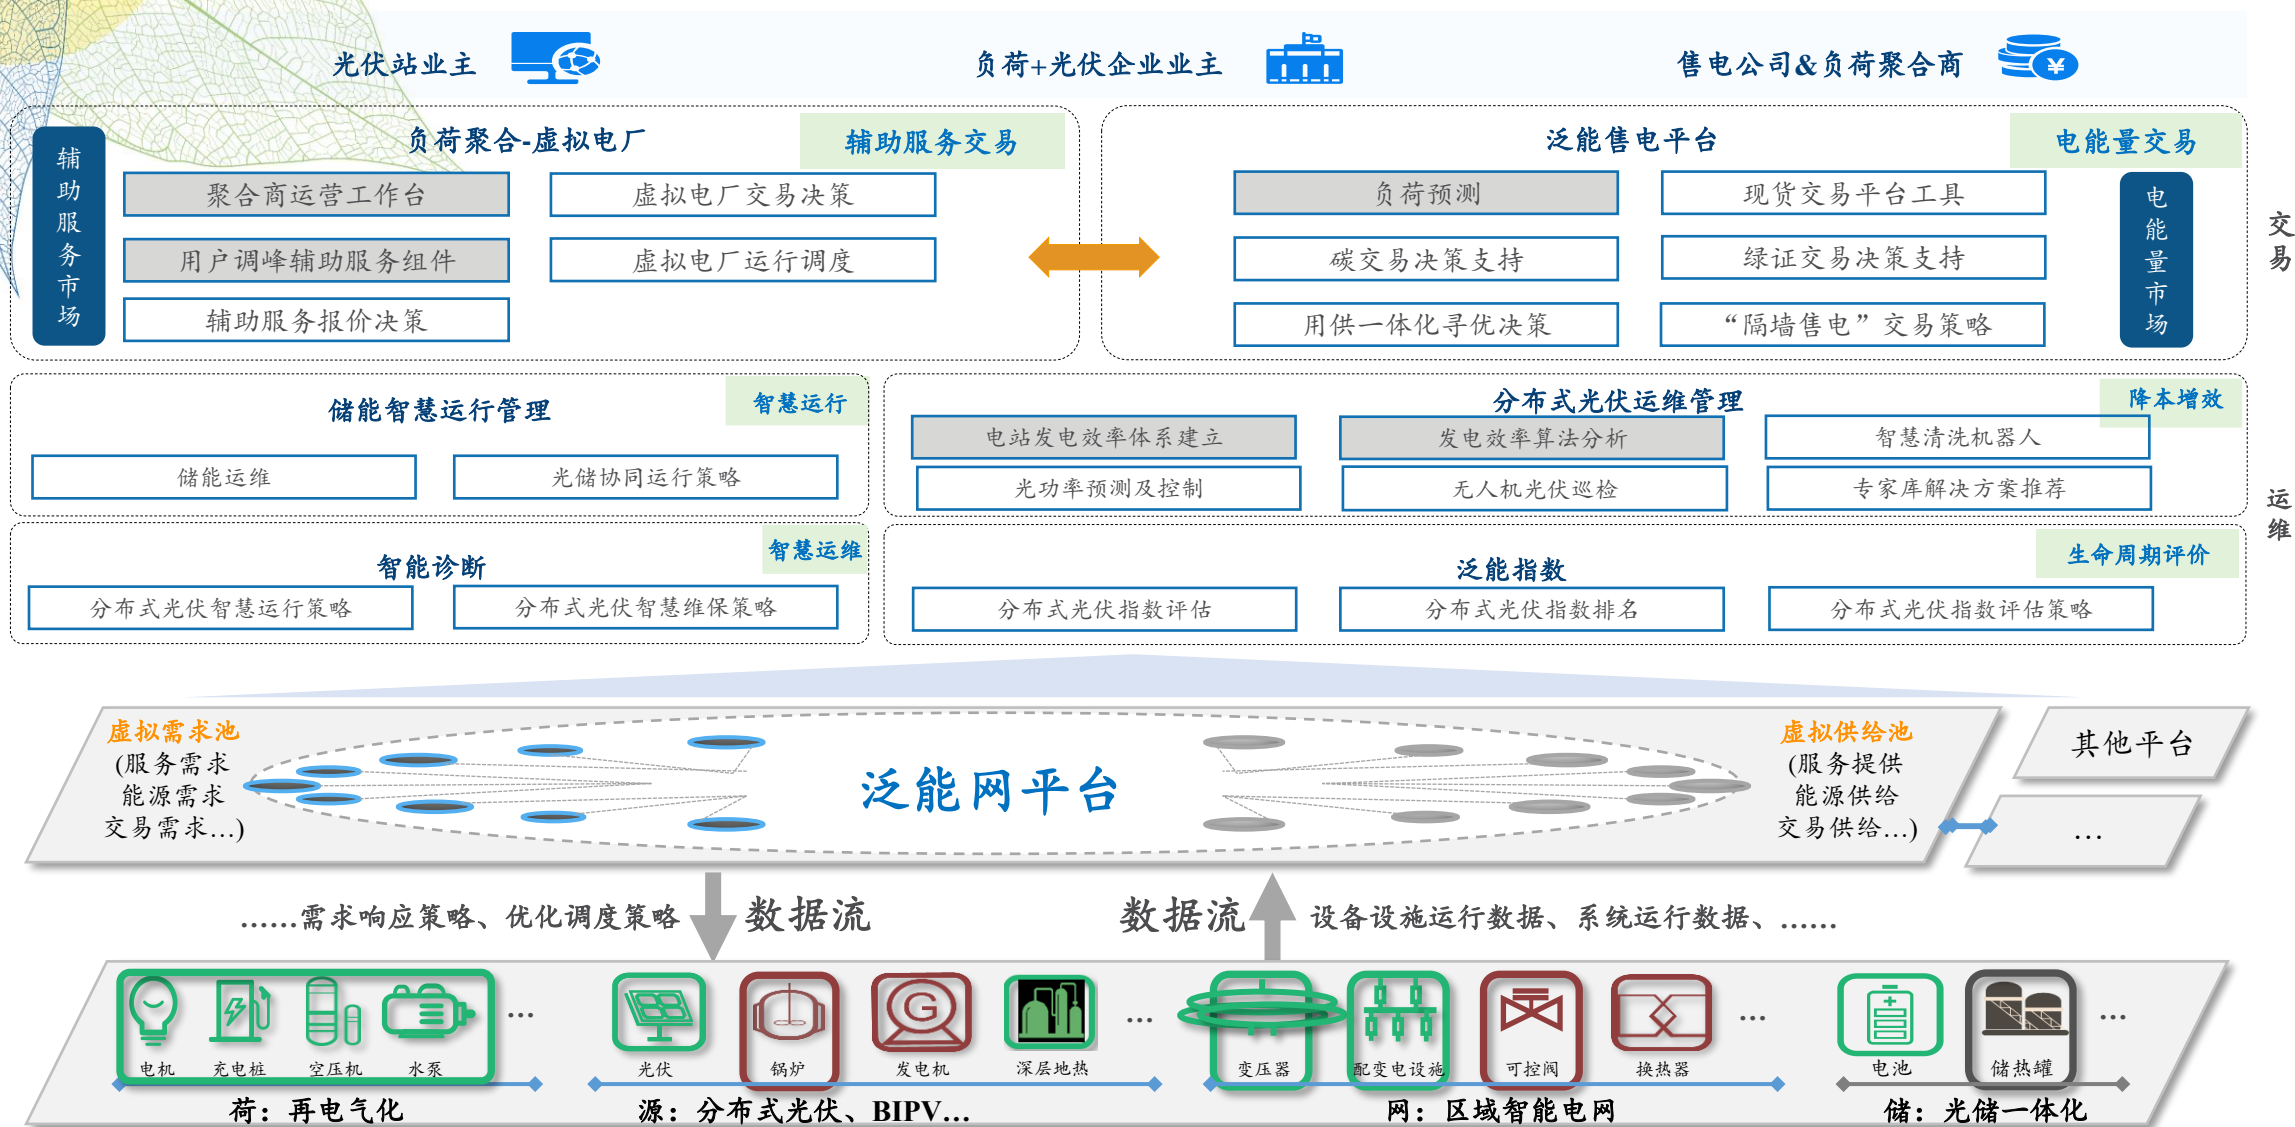 光伏站业主
负荷+光伏企业业主
售电公司&负荷聚合商
辅助服务市场
负荷聚合-虚拟电厂
辅助服务交易
聚合商运营工作台
虚拟电厂交易决策
用户调峰辅助服务组件
虚拟电厂运行调度
辅助服务报价决策
泛能售电平台
电能量交易
负荷预测
现货交易平台工具
碳交易决策支持
绿证交易决策支持
用供一体化寻优决策
“隔墙售电”交易策略
电能量市场
交易
储能智慧运行管理
智慧运行
储能运维
光储协同运行策略
分布式光伏运维管理
降本增效
电站发电效率体系建立
发电效率算法分析
智慧清洗机器人
光功率预测及控制
无人机光伏巡检
专家库解决方案推荐
运维
智能诊断
智慧运维
分布式光伏智慧运行策略
分布式光伏智慧维保策略
泛能指数
生命周期评价
分布式光伏指数评估
分布式光伏指数排名
分布式光伏指数评估策略
虚拟需求池
(服务需求
能源需求
交易需求...)
泛能网平台
虚拟供给池
(服务提供
能源供给
交易供给...)
其他平台
...
......需求响应策略、优化调度策略
数据流
数据流
设备设施运行数据、系统运行数据、......
电机
充电桩
空压机
水泵
...
光伏
锅炉
G
发电机
深层地热
...
变压器
配变电设施
可控阀
换热器
...
电池
储热罐
...
荷：再电气化
源：分布式光伏、BIPV...
网：区域智能电网
储：光储一体化